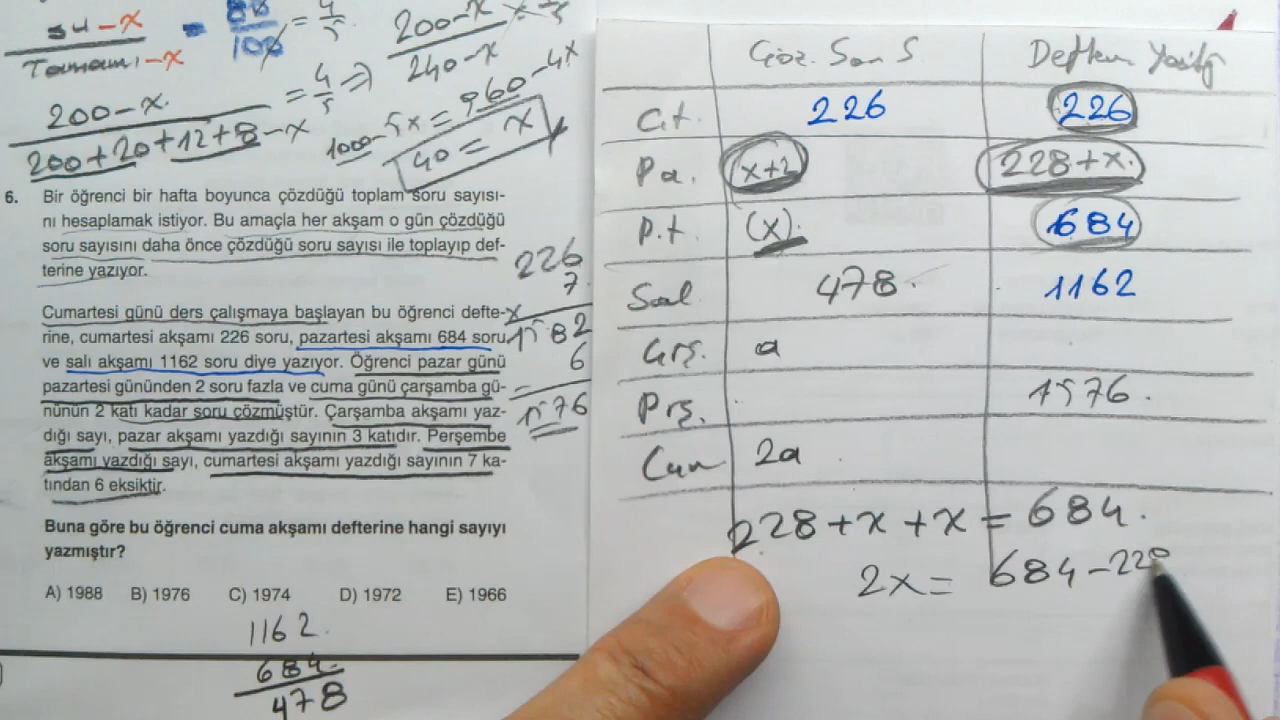 54 -x = 80 = 4
Tamamı -x 100 5
200-x
200-x = 4 =>
200+20+12+8-x 5
240-x
1000-5x = 960-4x
40 = x
6. Bir öğrenci bir hafta boyunca çözdüğü toplam soru sayısı-
nı hesaplamak istiyor. Bu amaçla her akşam o gün çözdüğü
soru sayısını daha önce çözdüğü soru sayısı ile toplayıp def-
terine yazıyor.
Cumartesi günü ders çalışmaya başlayan bu öğrenci defte-
rine, cumartesi akşamı 226 soru, pazartesi akşamı 684 soru
ve salı akşamı 1162 soru diye yazıyor. Öğrenci pazar günü
pazartesi gününden 2 soru fazla ve cuma günü çarşamba gü-
nünün 2 katı kadar soru çözmüştür. Çarşamba akşamı yaz-
dığı sayı, pazar akşamı yazdığı sayının 3 katıdır. Perşembe
akşamı yazdığı sayı, cumartesi akşamı yazdığı sayının 7 ka-
tından 6 eksiktir.
Buna göre bu öğrenci cuma akşamı defterine hangi sayıyı
yazmıştır?
A) 1988 B) 1976 C) 1974 D) 1972 E) 1966
1162
684
478
226
7
x
1582
6
-
1576
Çöz. Soru S Deftere Yazdığı
Ct. 226 226
Pa. x+2 228+x.
P.t. (x). 684
Sal 478. 1162
Çrş. a
Prş. 1576.
Cum 2a
228+x+x = 684.
2x = 684-228